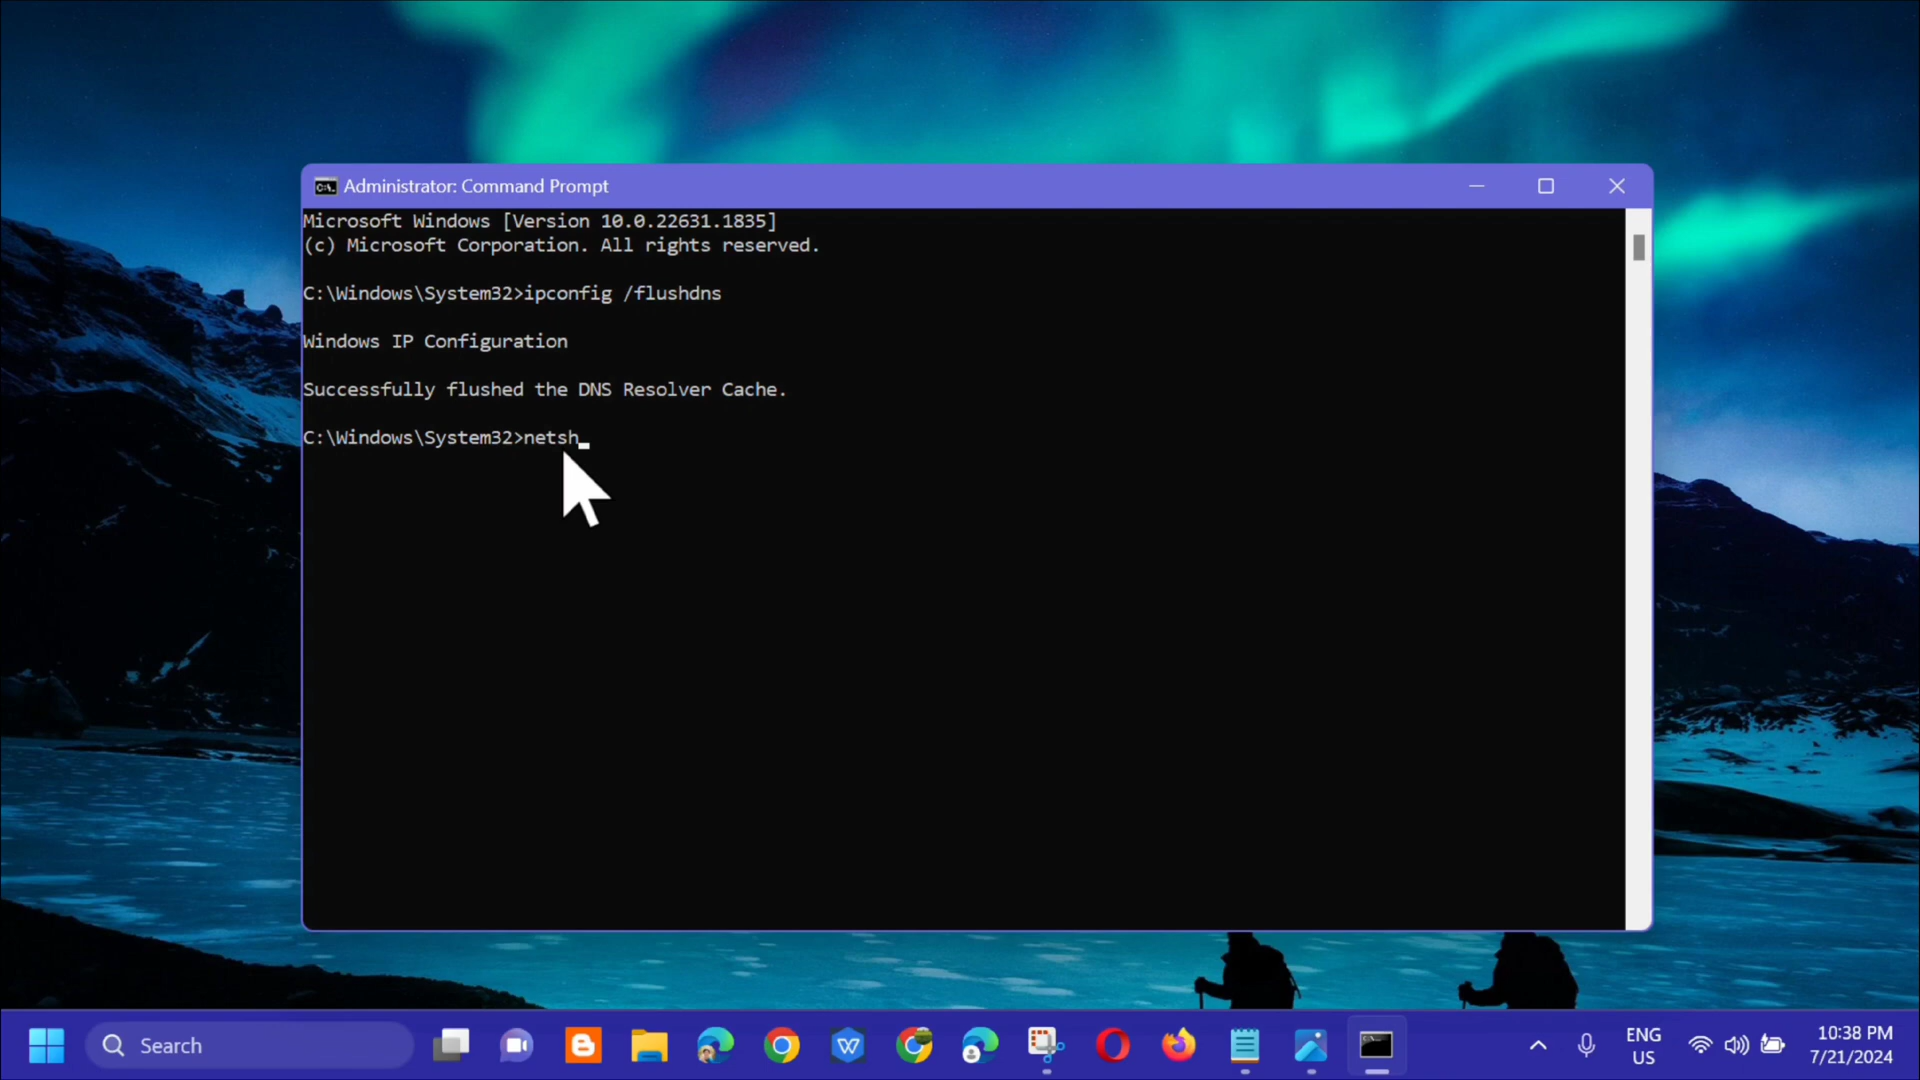 Administrator: Command Prompt
Microsoft Windows [Version 10.0.22631.1835]
(c) Microsoft Corporation. All rights reserved.
C:\Windows\System32>ipconfig /flushdns
Windows IP Configuration
Successfully flushed the DNS Resolver Cache.
C:\Windows\System32>netsh_
Search
ENG
US
10:38 PM
7/21/2024